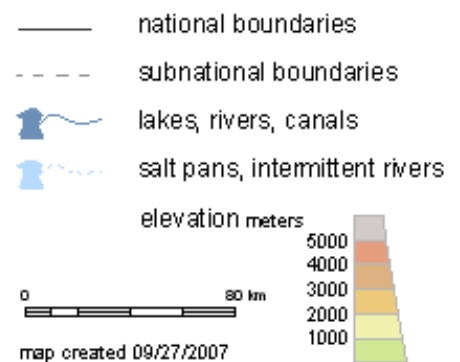 national boundaries
subnational boundaries
lakes, rivers, canals
salt pans, intermittent rivers
elevation meters
5000
4000
3000
2000
1000
0 80 km
map created 09/27/2007